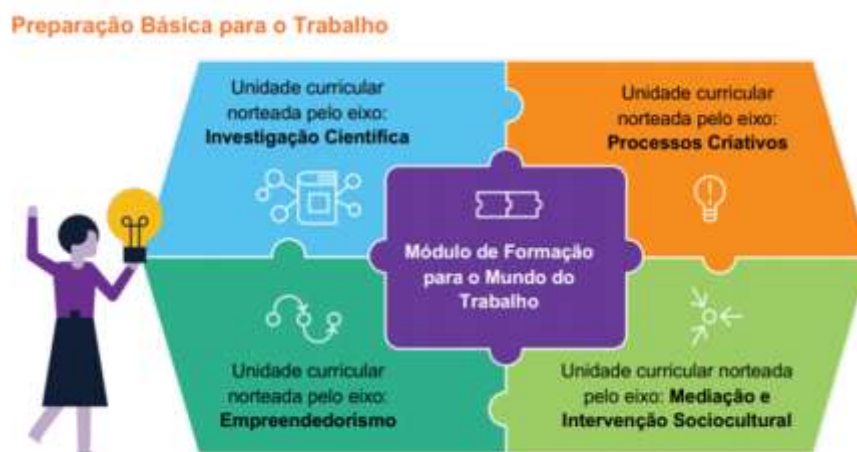 Preparação Básica para o Trabalho
Unidade curricular
norteada pelo eixo:
Investigação Científica
Unidade curricular
norteada pelo eixo:
Processos Criativos
Módulo de Formação
para o Mundo do
Trabalho
Unidade curricular
norteada pelo eixo:
Empreendedorismo
Unidade curricular norteada
pelo eixo: Mediação e
Intervenção Sociocultural